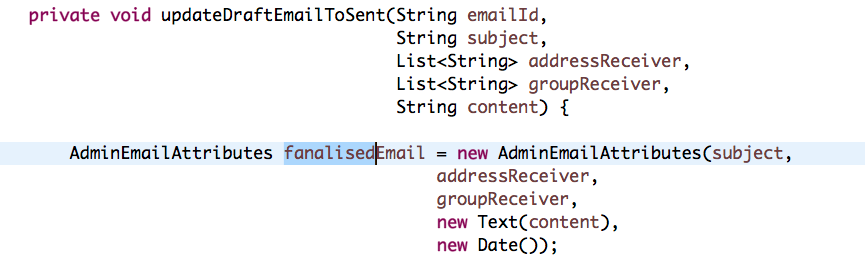 private void updateDraftEmailToSent(String emailId,
String subject,
List<String> addressReceiver,
List<String> groupReceiver,
String content) {
AdminEmailAttributes fanalisedEmail = new AdminEmailAttributes(subject,
addressReceiver,
groupReceiver,
new Text(content),
new Date());